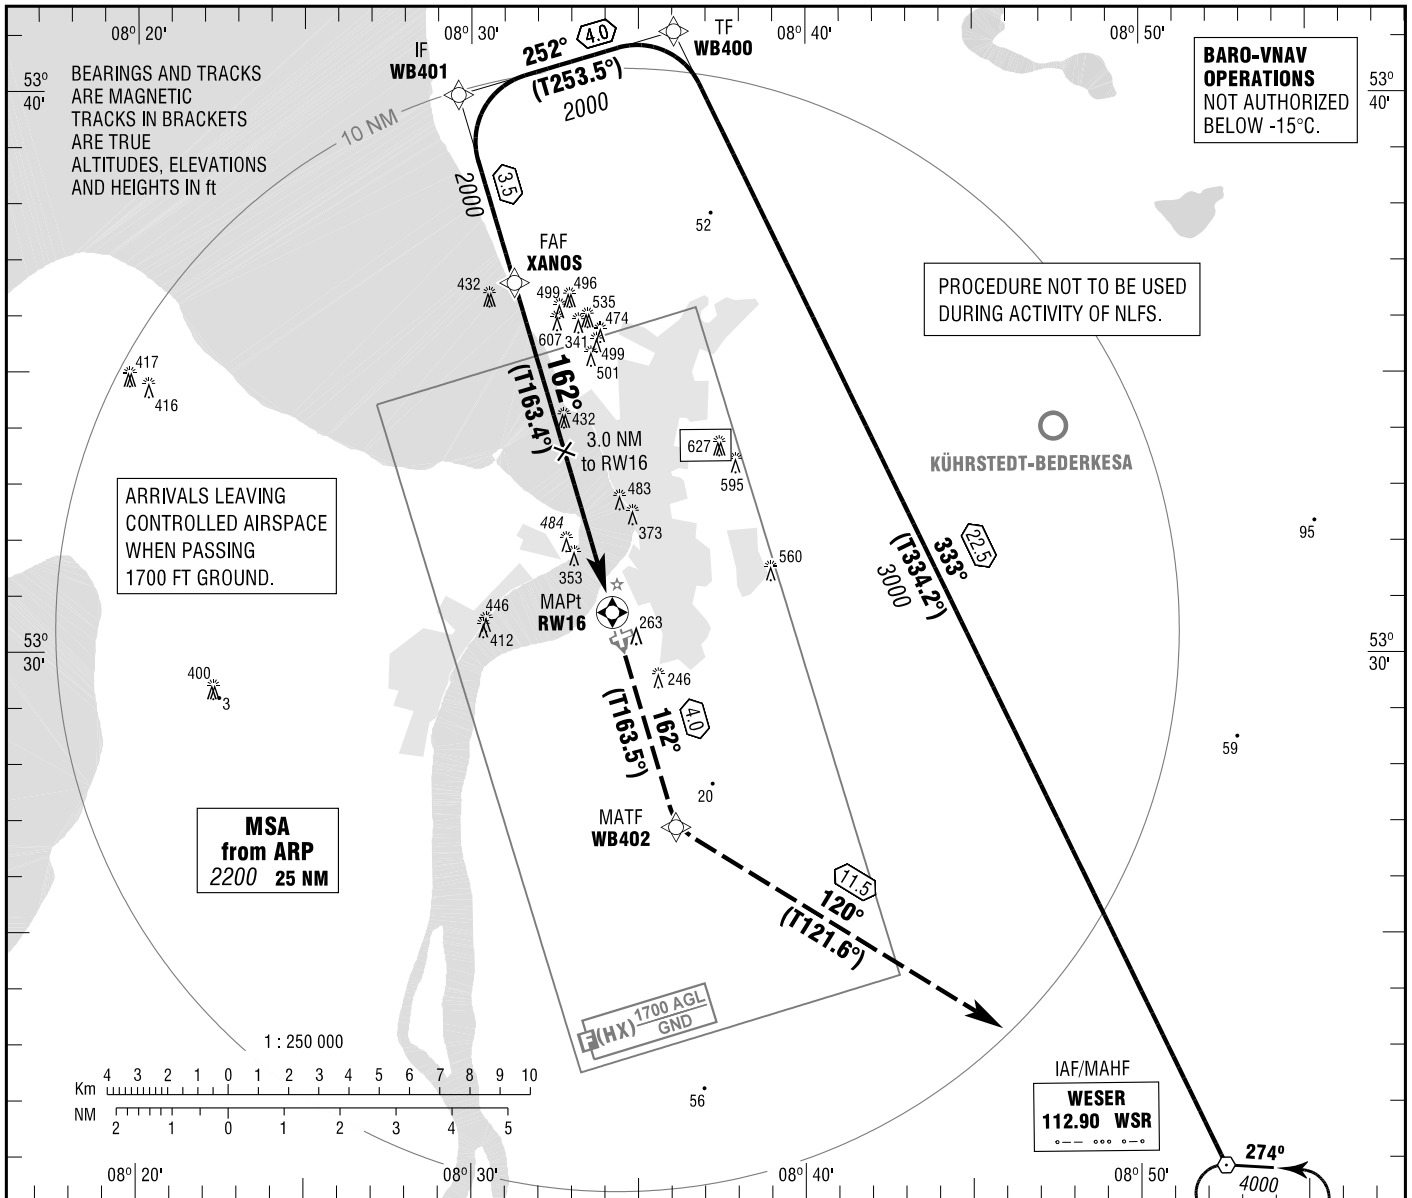 08° 20'
08° 30'
08° 40'
08° 50'
IF
WB401
252°
4.0
(T253.5°)
2000
TF
WB400
BEARINGS AND TRACKS
ARE MAGNETIC
TRACKS IN BRACKETS
ARE TRUE
ALTITUDES, ELEVATIONS
AND HEIGHTS IN ft
BARO-VNAV
OPERATIONS
NOT AUTHORIZED
BELOW -15°C.
53°
40'
53°
40'
10 NM
2000
3.5
52
FAF
XANOS
432
499
496
535
474
607
341
499
501
PROCEDURE NOT TO BE USED
DURING ACTIVITY OF NLFS.
417
416
162°
(T163.4°)
432
3.0 NM
to RW16
627
595
KÜHRSTEDT-BEDERKESA
ARRIVALS LEAVING
CONTROLLED AIRSPACE
WHEN PASSING
1700 FT GROUND.
483
373
484
353
560
95
333°
22.5
(T334.2°)
3000
MAPt
RW16
446
412
263
246
53°
30'
53°
30'
400
3
162°
4.0
(T163.5°)
59
20
MATF
WB402
MSA
from ARP
2200 25 NM
11.5
120°
(T121.6°)
F(HX) 1700 AGL
GND
1 : 250 000
Km 4 3 2 1 0 1 2 3 4 5 6 7 8 9 10
NM 2 1 0 1 2 3 4 5
56
IAF/MAHF
WESER
112.90 WSR
274°
4000
08° 20'
08° 30'
08° 40'
08° 50'